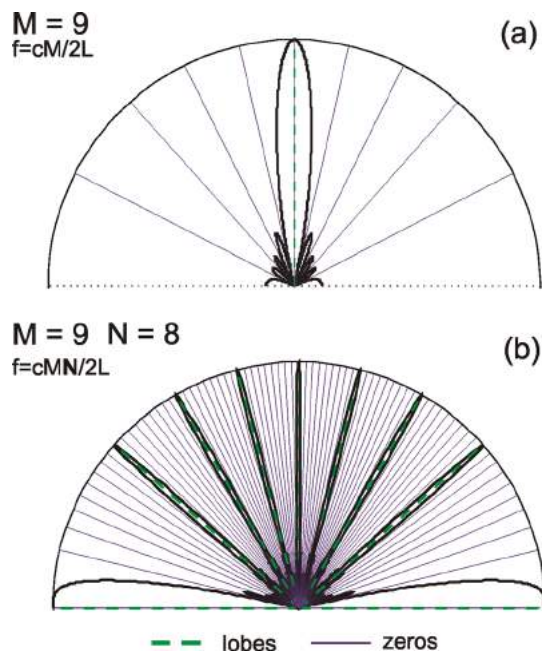 M = 9
f=cM/2L
(a)
M = 9 N = 8
f=cMN/2L
(b)
lobes
zeros